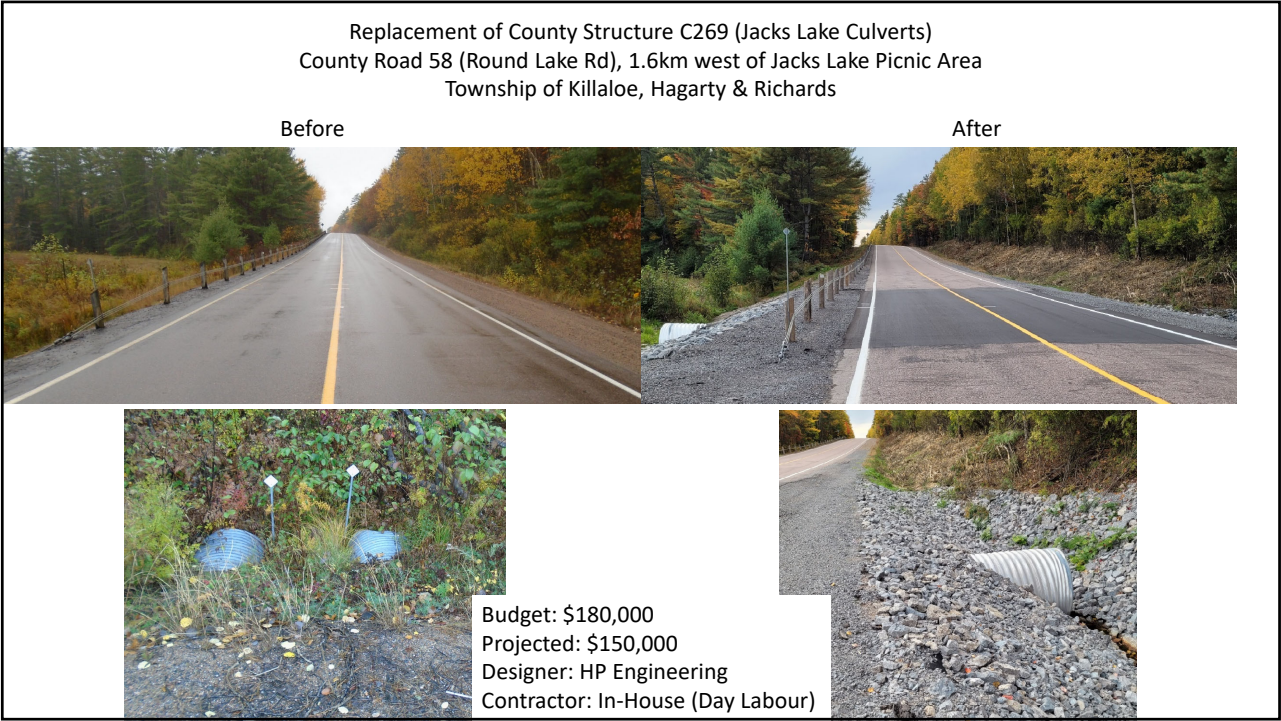 Replacement of County Structure C269 (Jacks Lake Culverts)
County Road 58 (Round Lake Rd), 1.6km west of Jacks Lake Picnic Area
Township of Killaloe, Hagarty & Richards
Before
After
Budget: $180,000
Projected: $150,000
Designer: HP Engineering
Contractor: In-House (Day Labour)